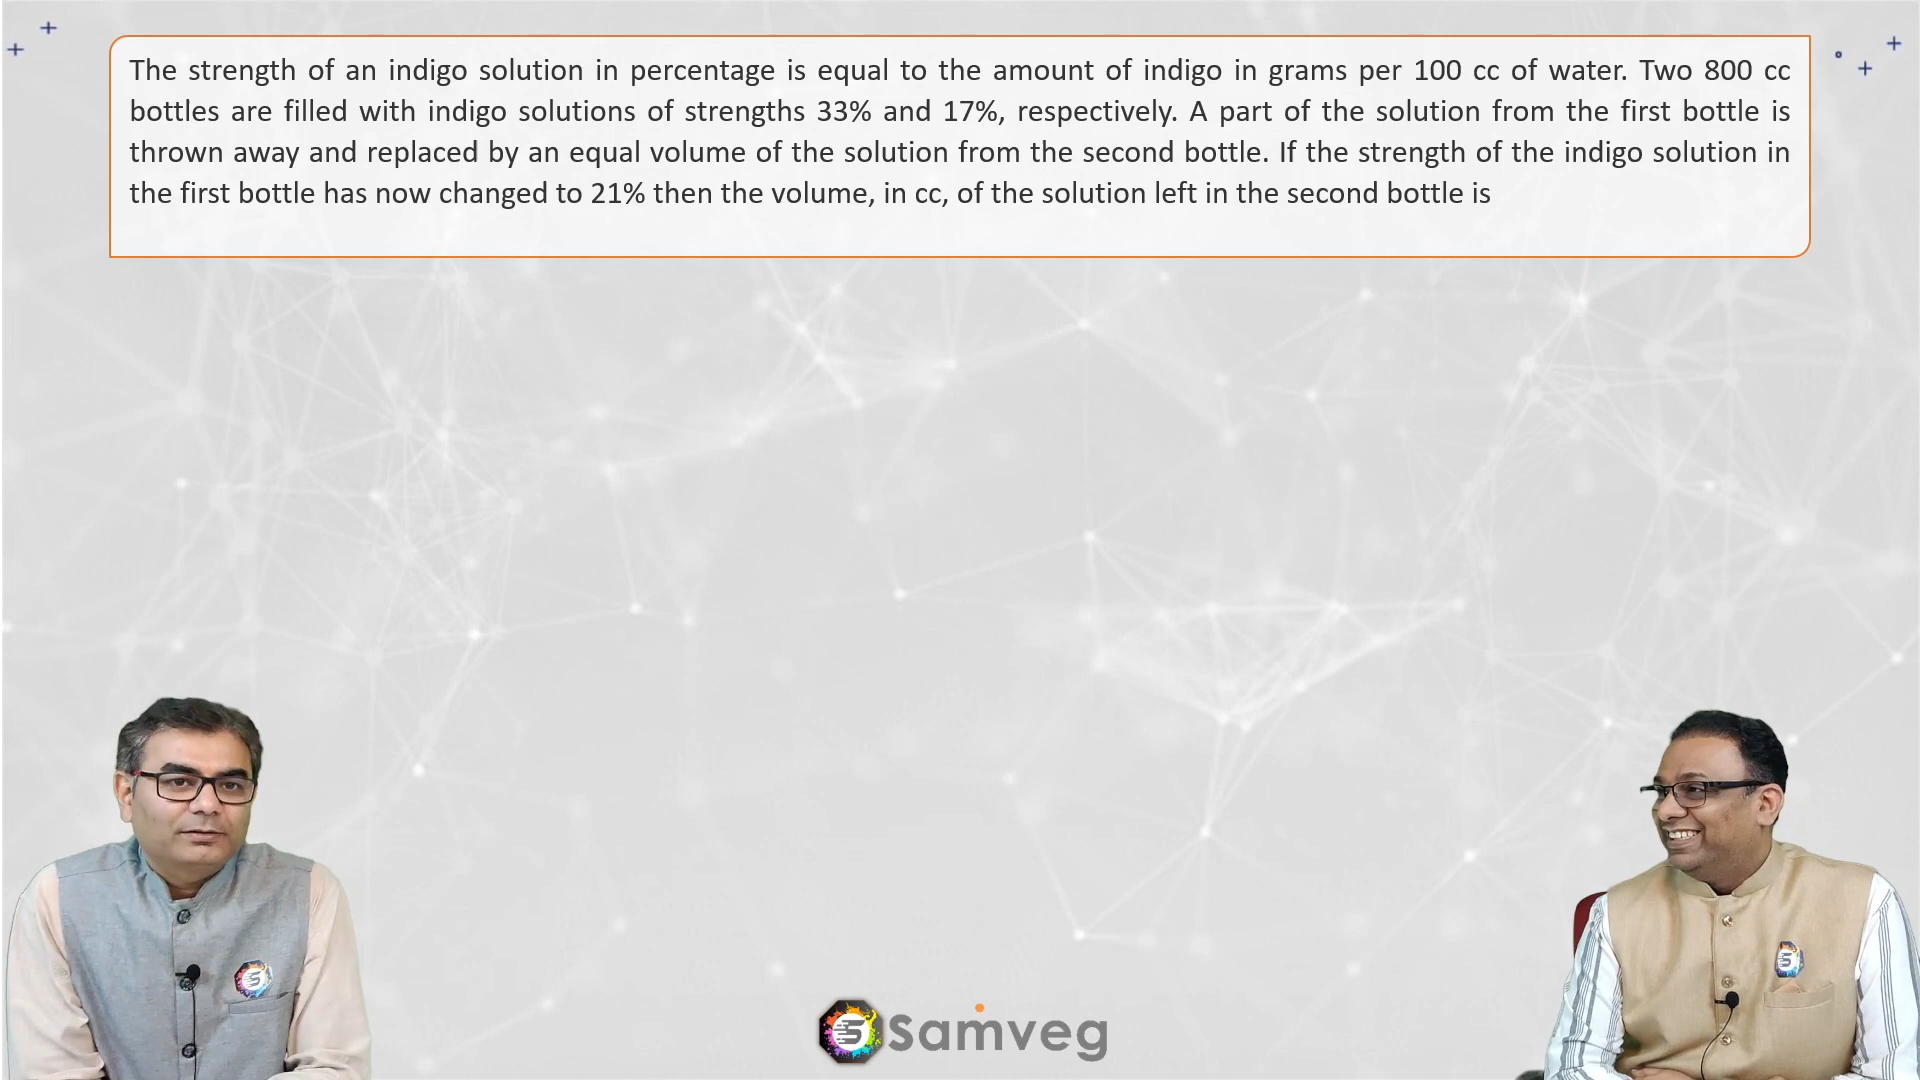 The strength of an indigo solution in percentage is equal to the amount of indigo in grams per 100 cc of water. Two 800 cc
bottles are filled with indigo solutions of strengths 33% and 17%, respectively. A part of the solution from the first bottle is
thrown away and replaced by an equal volume of the solution from the second bottle. If the strength of the indigo solution in
the first bottle has now changed to 21% then the volume, in cc, of the solution left in the second bottle is
Samveg